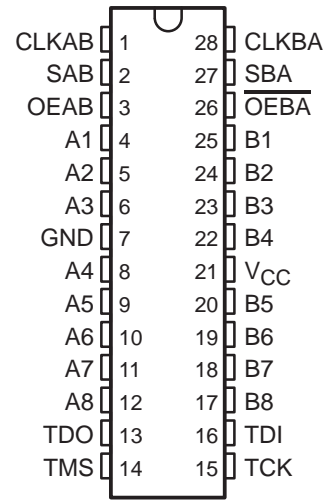 CLKAB 1 28 CLKBA
SAB 2 27 SBA
OEAB 3 26 O̅E̅B̅A̅
A1 4 25 B1
A2 5 24 B2
A3 6 23 B3
GND 7 22 B4
A4 8 21 VCC
A5 9 20 B5
A6 10 19 B6
A7 11 18 B7
A8 12 17 B8
TDO 13 16 TDI
TMS 14 15 TCK